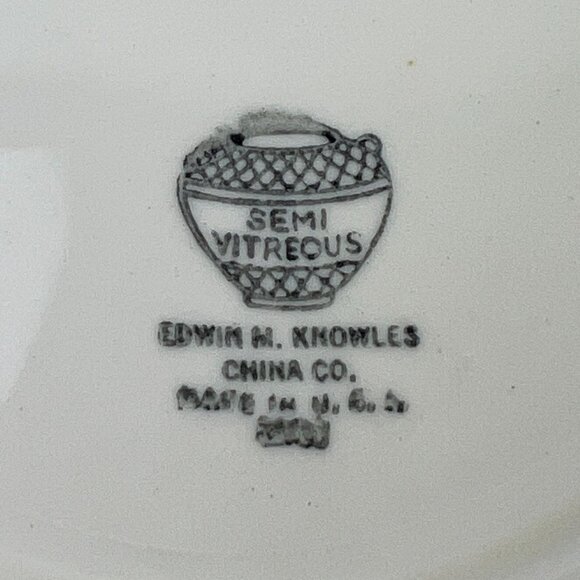 SEMI
VITREOUS
EDWIN M. KNOWLES
CHINA CO.
MADE IN U.S.A.